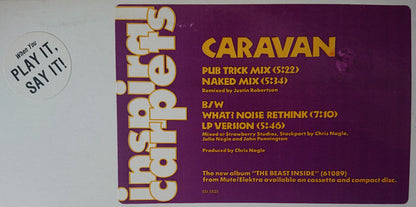 When You
PLAY IT,
SAY IT!
inspiral
carpets
CARAVAN
PUB TRICK MIX (5:22)
NAKED MIX (5:34)
Remixed by Justin Robertson
B/W
WHAT? NOISE RETHINK (7:10)
LP VERSION (5:46)
Mixed at Strawberry Studios, Stockport by Chris Nagle,
Julia Nagle and John Pennington
Produced by Chris Nagle
The new album "THE BEAST INSIDE" (61089)
from Mute/Elektra available on cassette and compact disc.